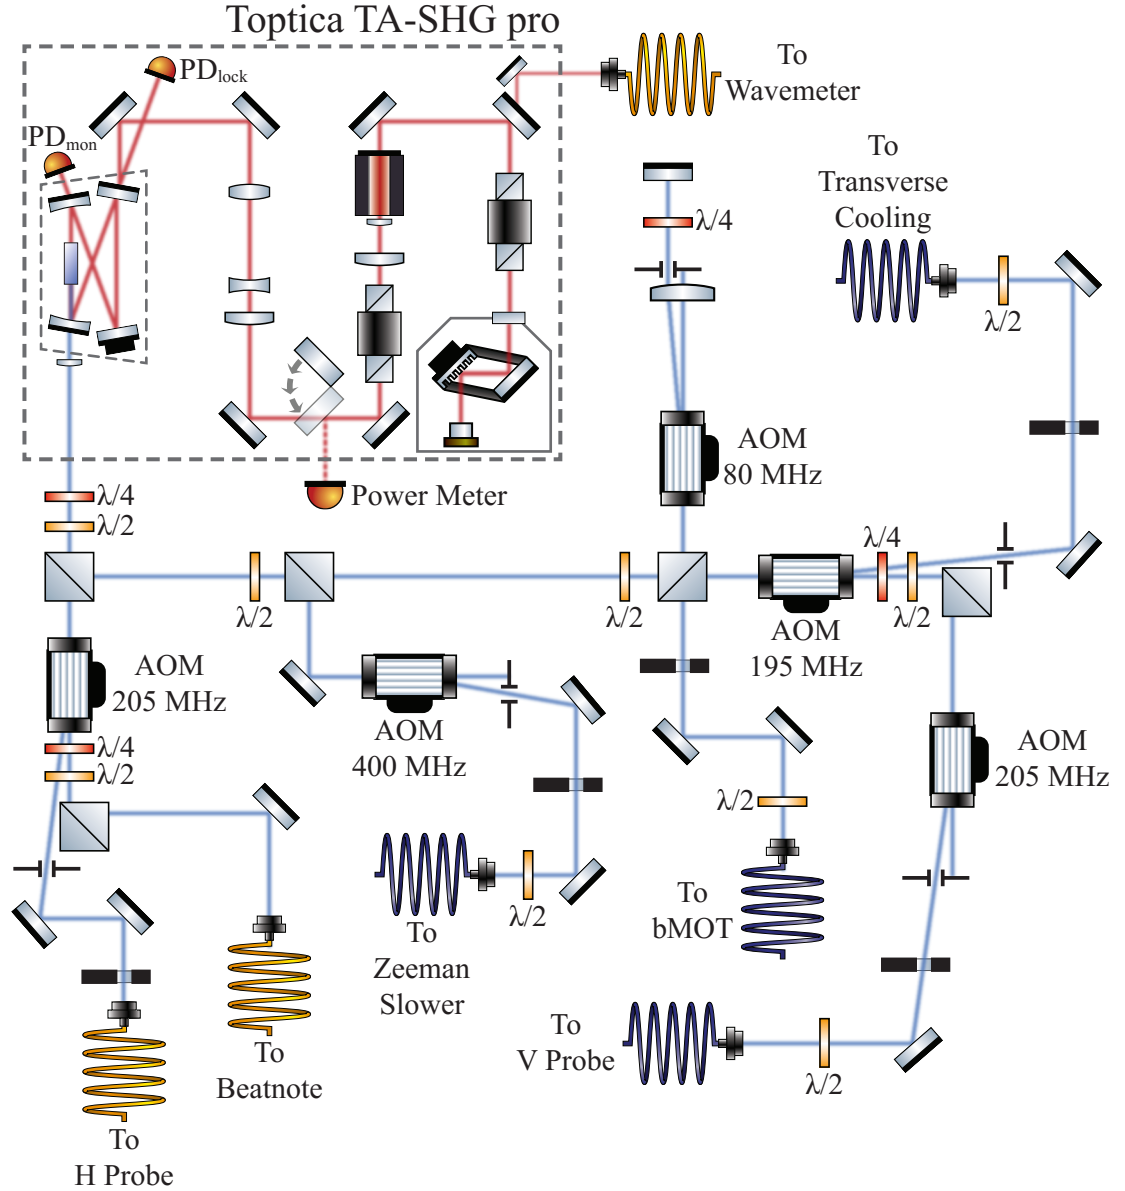 Toptica TA-SHG pro
PD_lock
PD_mon
To
Wavemeter
To
Transverse
Cooling
λ/4
λ/2
Power Meter
AOM
80 MHz
λ/4
λ/2
λ/4
λ/2
λ/2
λ/2
AOM
195 MHz
AOM
205 MHz
λ/4
λ/2
AOM
400 MHz
AOM
205 MHz
λ/2
λ/2
To
Zeeman
Slower
To
bMOT
To
V Probe
λ/2
To
Beatnote
To
H Probe